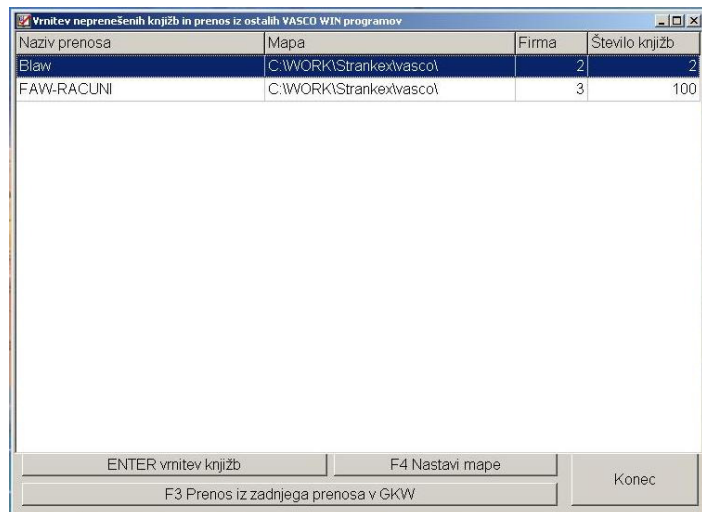 Vrnitev neprenešenih knjižb in prenos iz ostalih VASCO WIN programov
Naziv prenosa Mapa Firma Število knjižb
Blaw C:\WORK\Strankex\vasco\ 2 2
FAW-RACUNI C:\WORK\Strankex\vasco\ 3 100
ENTER vrnitev knjižb F4 Nastavi mape
Konec
F3 Prenos iz zadnjega prenosa v GKW